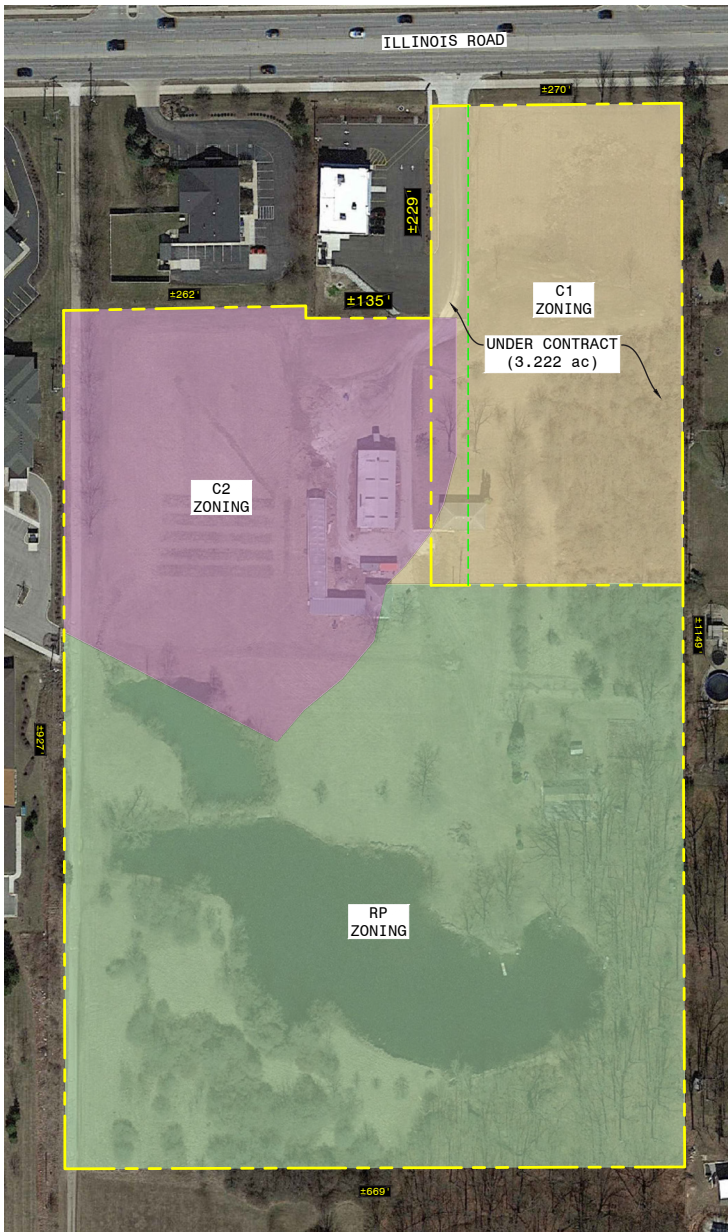 ILLINOIS ROAD
±270'
±229'
±262'
±135'
C1
ZONING
UNDER CONTRACT
(3.222 ac)
C2
ZONING
±1149'
±927'
RP
ZONING
±669'